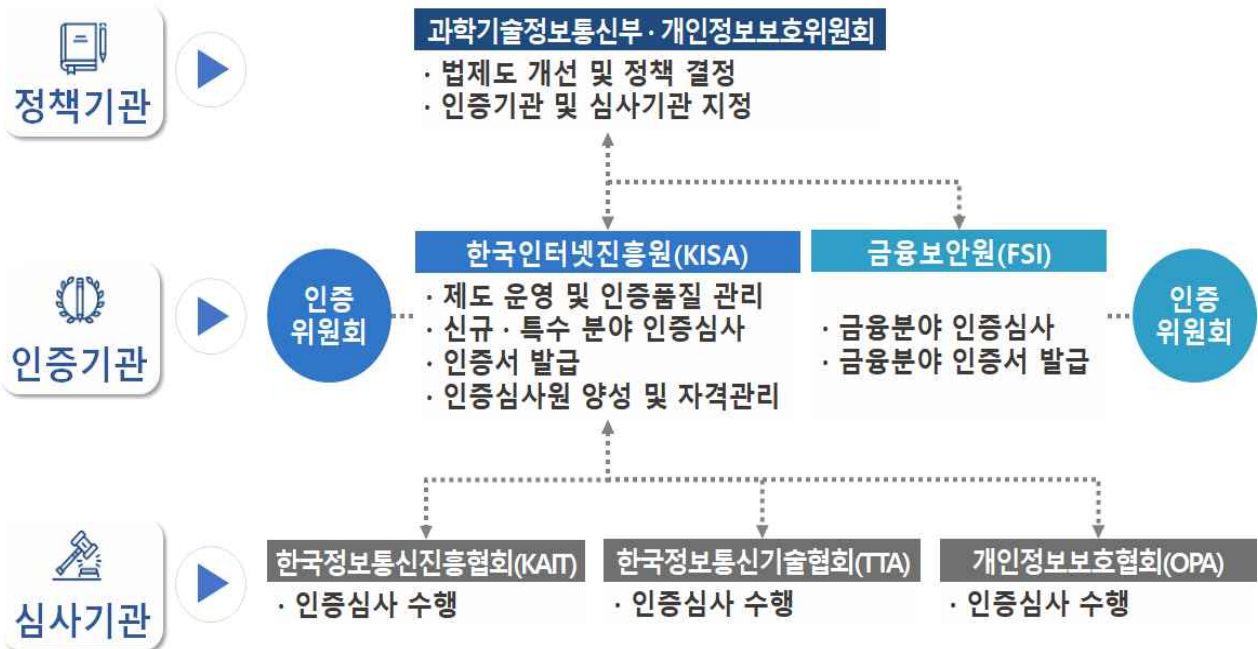 정책기관
과학기술정보통신부 · 개인정보보호위원회
· 법제도 개선 및 정책 결정
· 인증기관 및 심사기관 지정
인증기관
인증
위원회
한국인터넷진흥원(KISA)
· 제도 운영 및 인증품질 관리
· 신규 · 특수 분야 인증심사
· 인증서 발급
· 인증심사원 양성 및 자격관리
금융보안원(FSI)
· 금융분야 인증심사
· 금융분야 인증서 발급
인증
위원회
심사기관
한국정보통신진흥협회(KAIT)
· 인증심사 수행
한국정보통신기술협회(TTA)
· 인증심사 수행
개인정보보호협회(OPA)
· 인증심사 수행